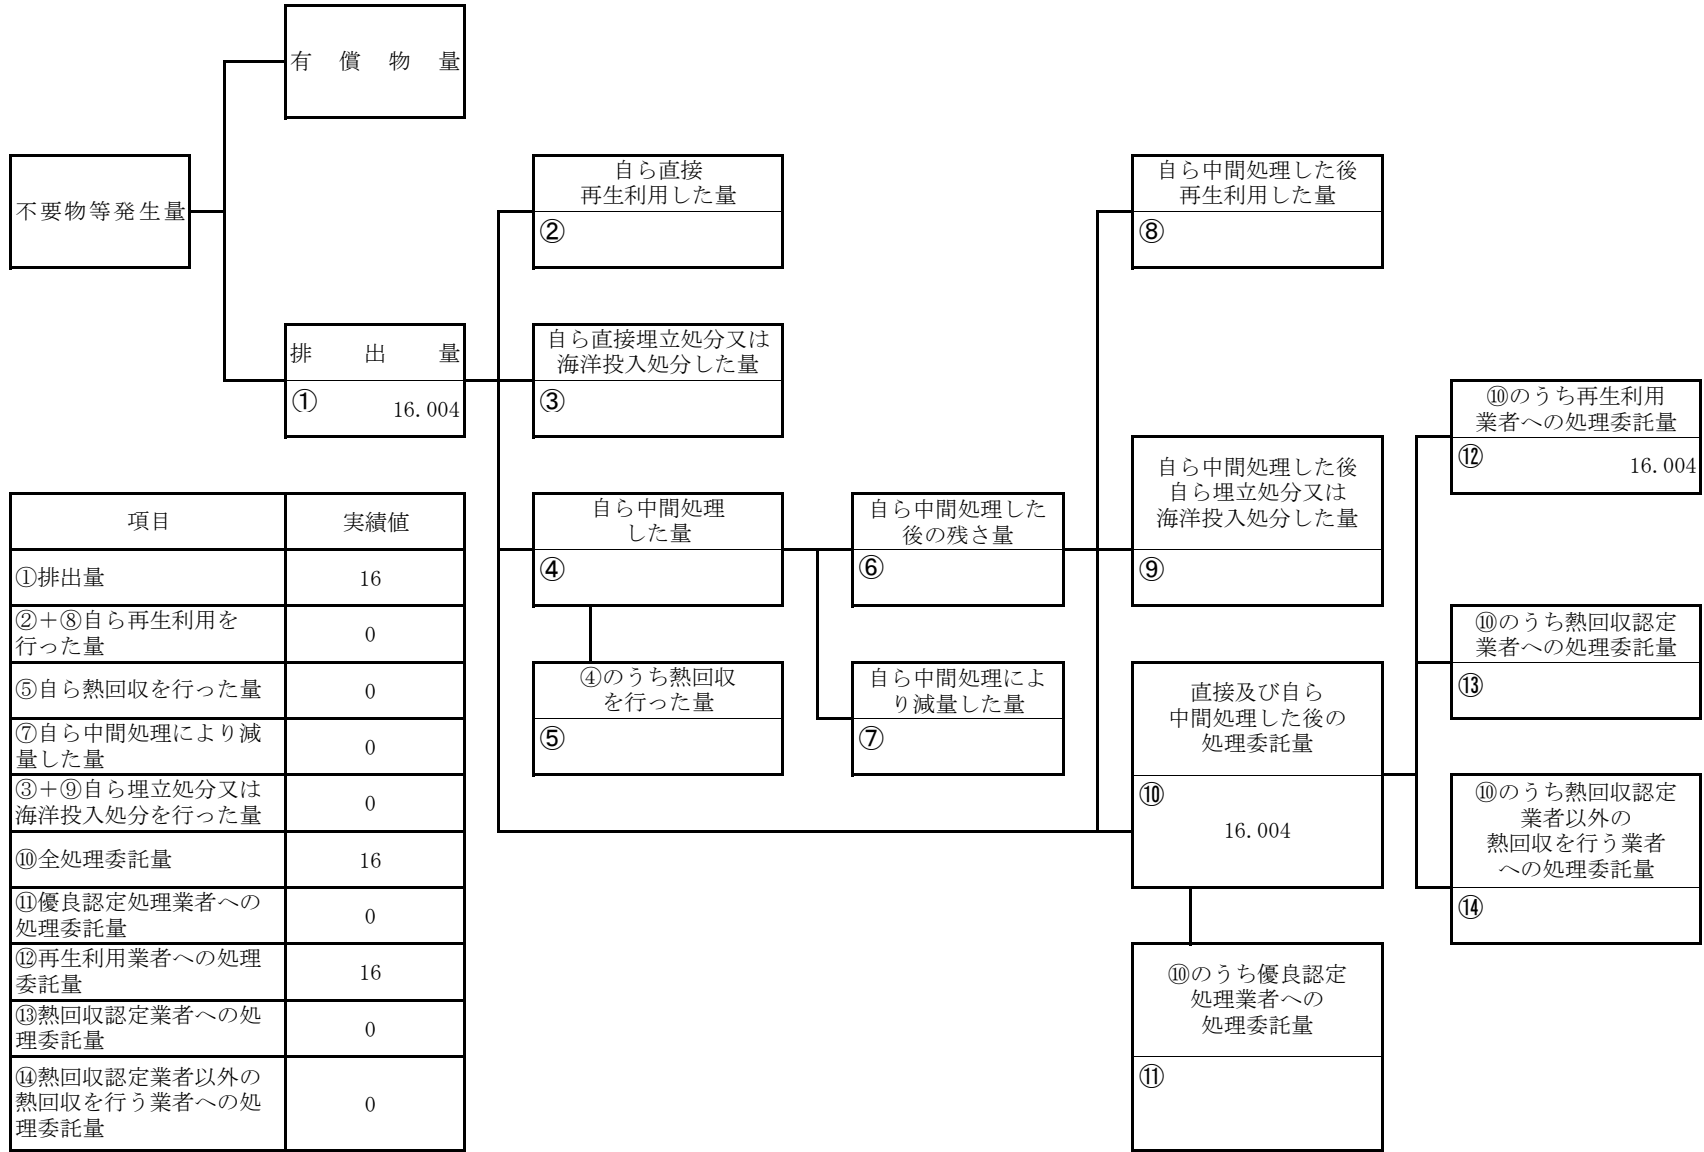 有償物量
不要物等発生量
排出量
①
16.004
自ら直接
再生利用した量
②
自ら直接埋立処分又は
海洋投入処分した量
③
自ら中間処理
した量
④
④のうち熱回収
を行った量
⑤
自ら中間処理した
後の残さ量
⑥
自ら中間処理によ
り減量した量
⑦
自ら中間処理した後
再生利用した量
⑧
自ら中間処理した後
自ら埋立処分又は
海洋投入処分した量
⑨
直接及び自ら
中間処理した後の
処理委託量
⑩
16.004
⑩のうち優良認定
処理業者への
処理委託量
⑪
⑩のうち再生利用
業者への処理委託量
⑫
16.004
⑩のうち熱回収認定
業者への処理委託量
⑬
⑩のうち熱回収認定
業者以外の
熱回収を行う業者
への処理委託量
⑭
項目 実績値
①排出量 16
②＋⑧自ら再生利用を
行った量 0
⑤自ら熱回収を行った量 0
⑦自ら中間処理により減
量した量 0
③＋⑨自ら埋立処分又は
海洋投入処分を行った量 0
⑩全処理委託量 16
⑪優良認定処理業者への
処理委託量 0
⑫再生利用業者への処理
委託量 16
⑬熱回収認定業者への処
理委託量 0
⑭熱回収認定業者以外の
熱回収を行う業者への処
理委託量 0